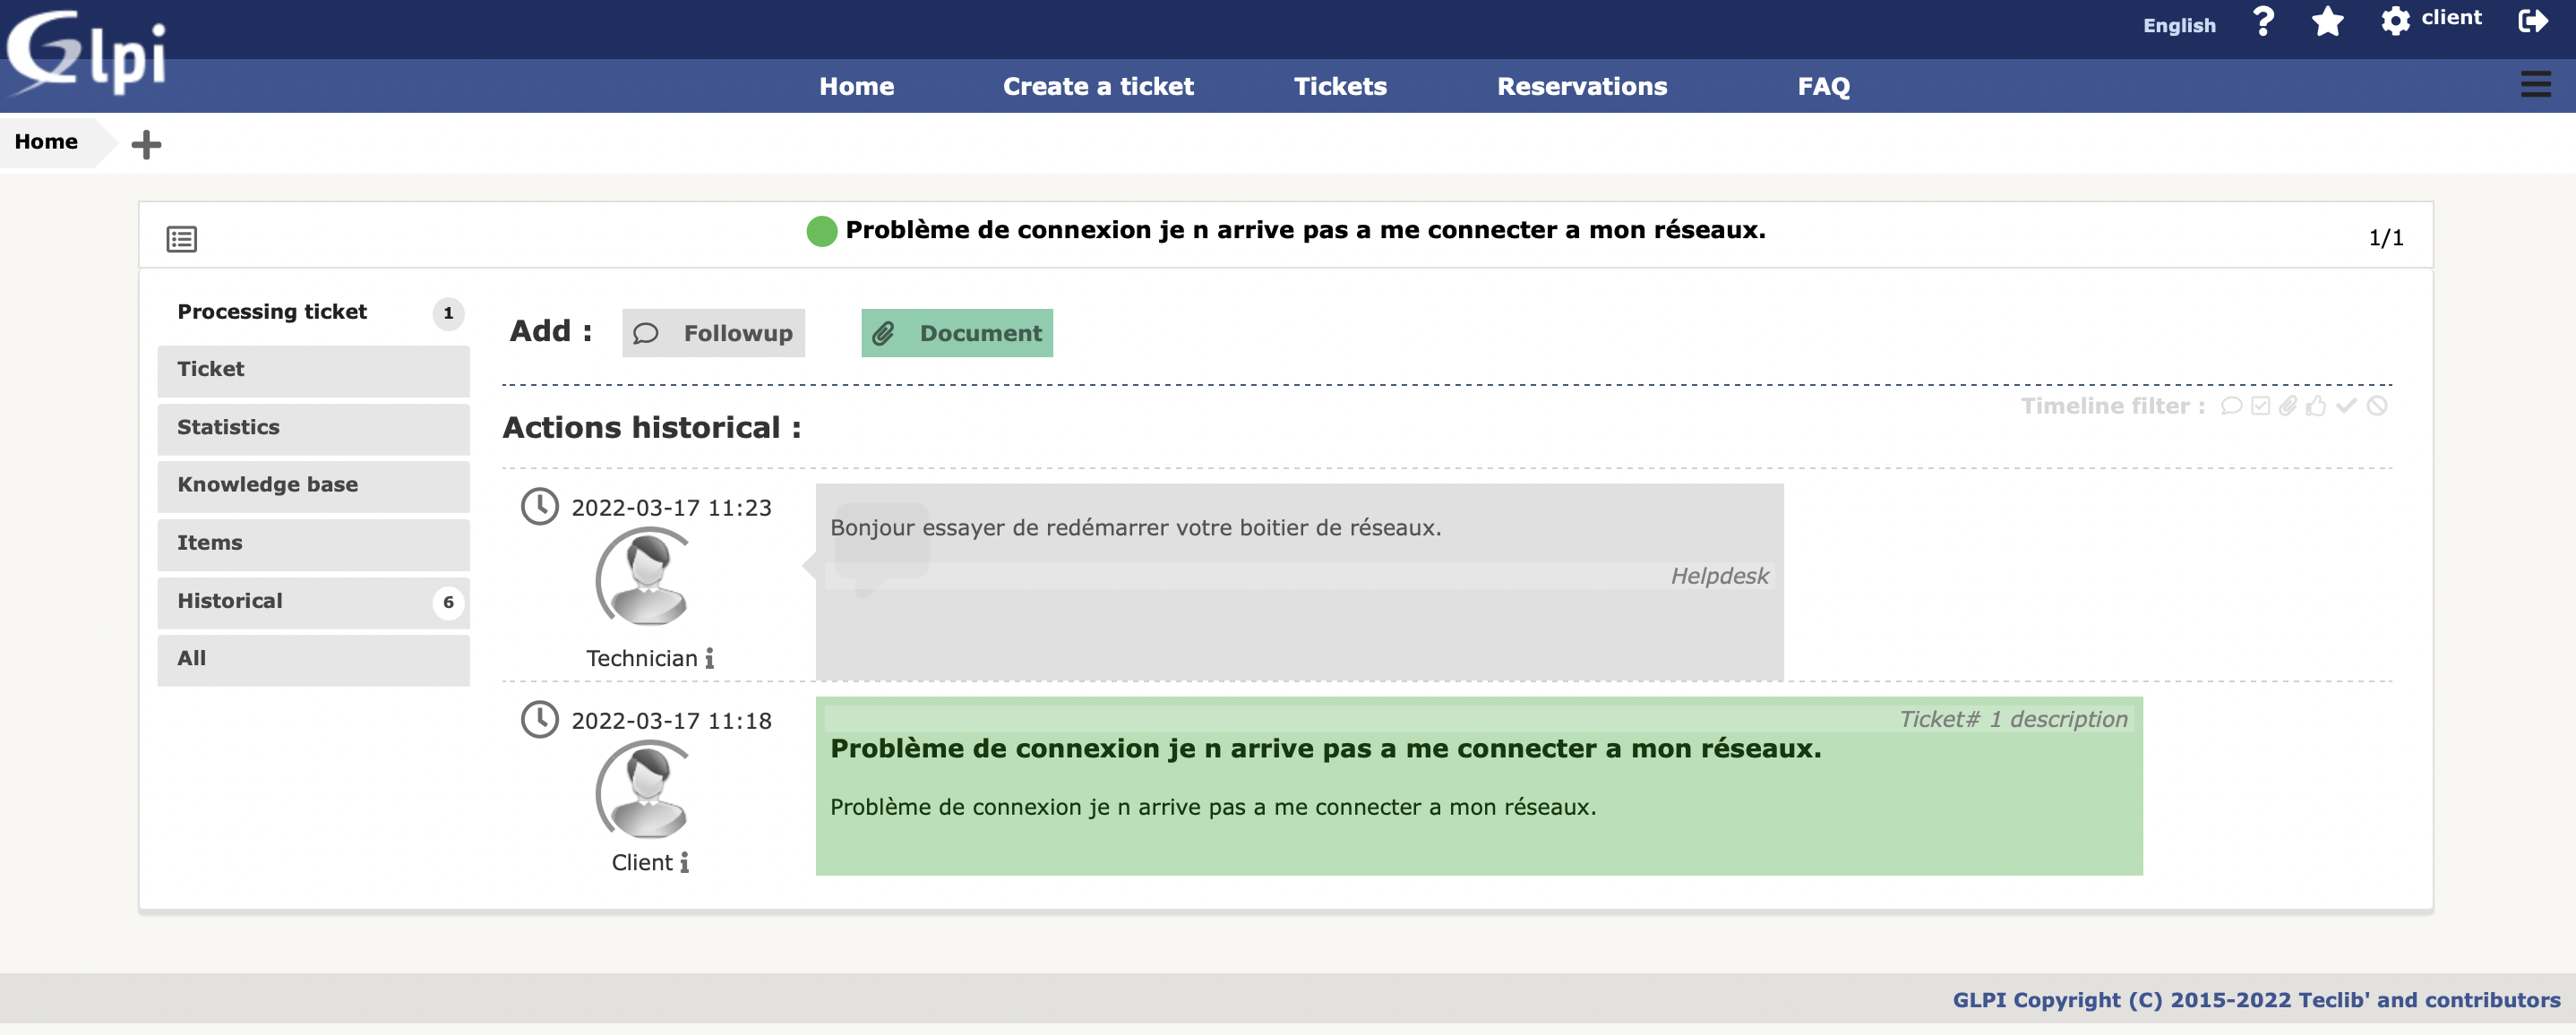 Glpi
English
client
Home
Create a ticket
Tickets
Reservations
FAQ
Home
Problème de connexion je n arrive pas a me connecter a mon réseaux.
1/1
Processing ticket 1
Ticket
Statistics
Knowledge base
Items
Historical 6
All
Add :
Followup
Document
Timeline filter :
Actions historical :
2022-03-17 11:23
Technician
Bonjour essayer de redémarrer votre boitier de réseaux.
Helpdesk
2022-03-17 11:18
Client
Ticket# 1 description
Problème de connexion je n arrive pas a me connecter a mon réseaux.
Problème de connexion je n arrive pas a me connecter a mon réseaux.
GLPI Copyright (C) 2015-2022 Teclib' and contributors